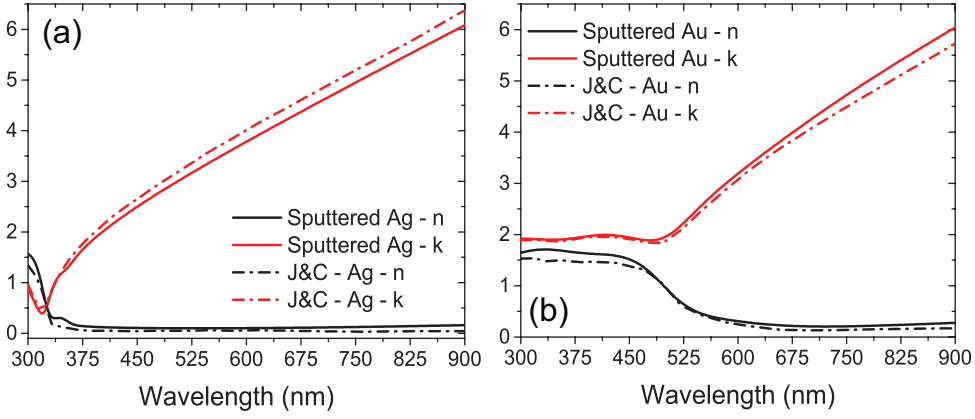 (a)
6
5
4
3
2
1
0
Sputtered Ag - n
Sputtered Ag - k
J&C - Ag - n
J&C - Ag - k
300 375 450 525 600 675 750 825 900
Wavelength (nm)
6
5
4
3
2
1
0
Sputtered Au - n
Sputtered Au - k
J&C - Au - n
J&C - Au - k
(b)
300 375 450 525 600 675 750 825 900
Wavelength (nm)